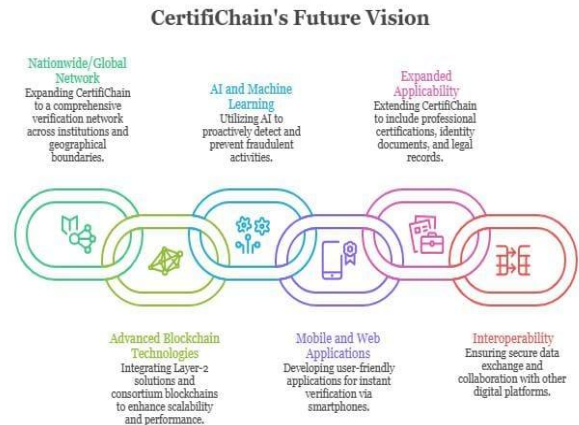 CertifiChain's Future Vision
Nationwide/Global
Network
Expanding CertifiChain
to a comprehensive
verification network
across institutions and
geographical
boundaries.
AI and Machine
Learning
Utilizing AI to
proactively detect and
prevent fraudulent
activities.
Expanded
Applicability
Extending CertifiChain
to include professional
certifications, identity
documents, and legal
records.
Advanced Blockchain
Technologies
Integrating Layer-2
solutions and
consortium blockchains
to enhance scalability
and performance.
Mobile and Web
Applications
Developing user-friendly
applications for instant
verification via
smartphones.
Interoperability
Ensuring secure data
exchange and
collaboration with other
digital platforms.